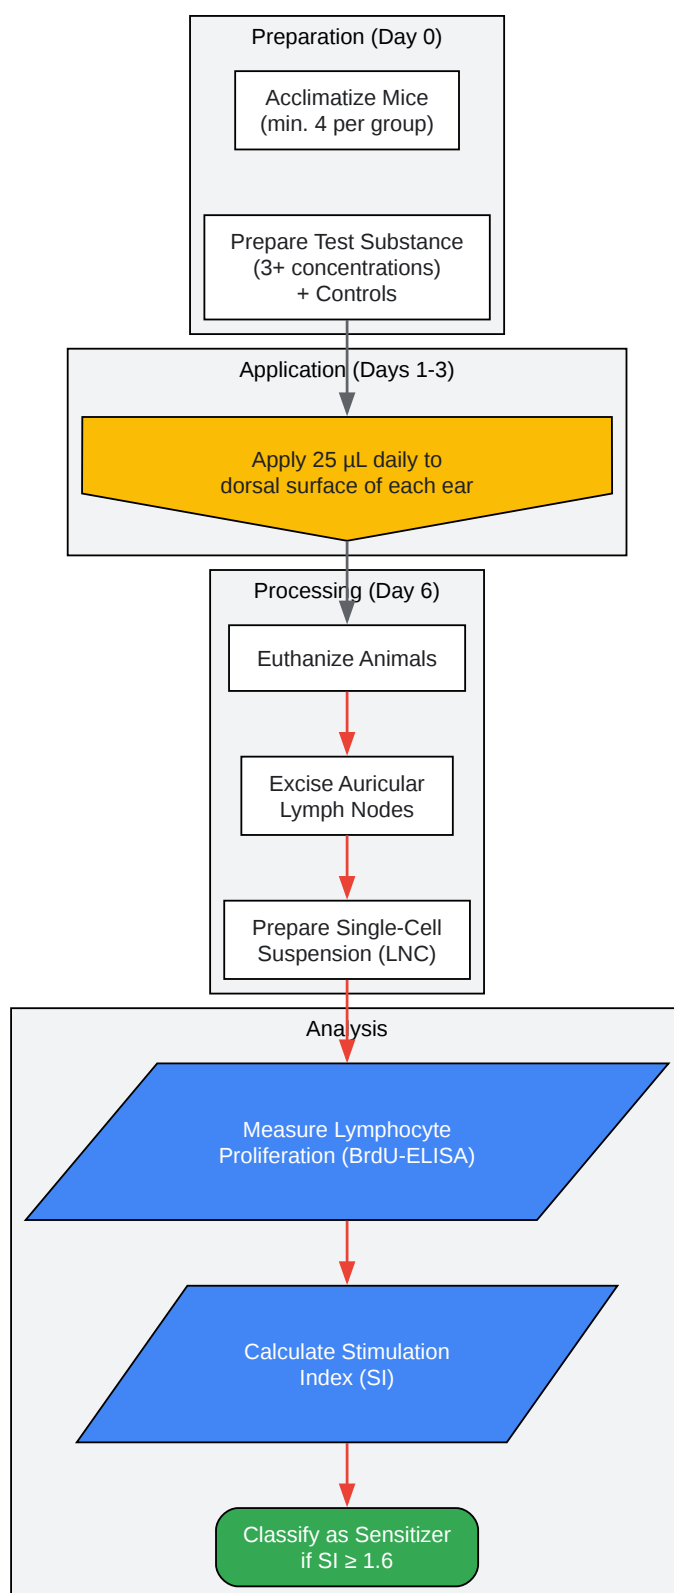 Preparation (Day 0)
Acclimatize Mice
(min. 4 per group)
Prepare Test Substance
(3+ concentrations)
+ Controls
Application (Days 1-3)
Apply 25 µL daily to
dorsal surface of each ear
Processing (Day 6)
Euthanize Animals
Excise Auricular
Lymph Nodes
Prepare Single-Cell
Suspension (LNC)
Analysis
Measure Lymphocyte
Proliferation (BrdU-ELISA)
Calculate Stimulation
Index (SI)
Classify as Sensitizer
if SI ≥ 1.6